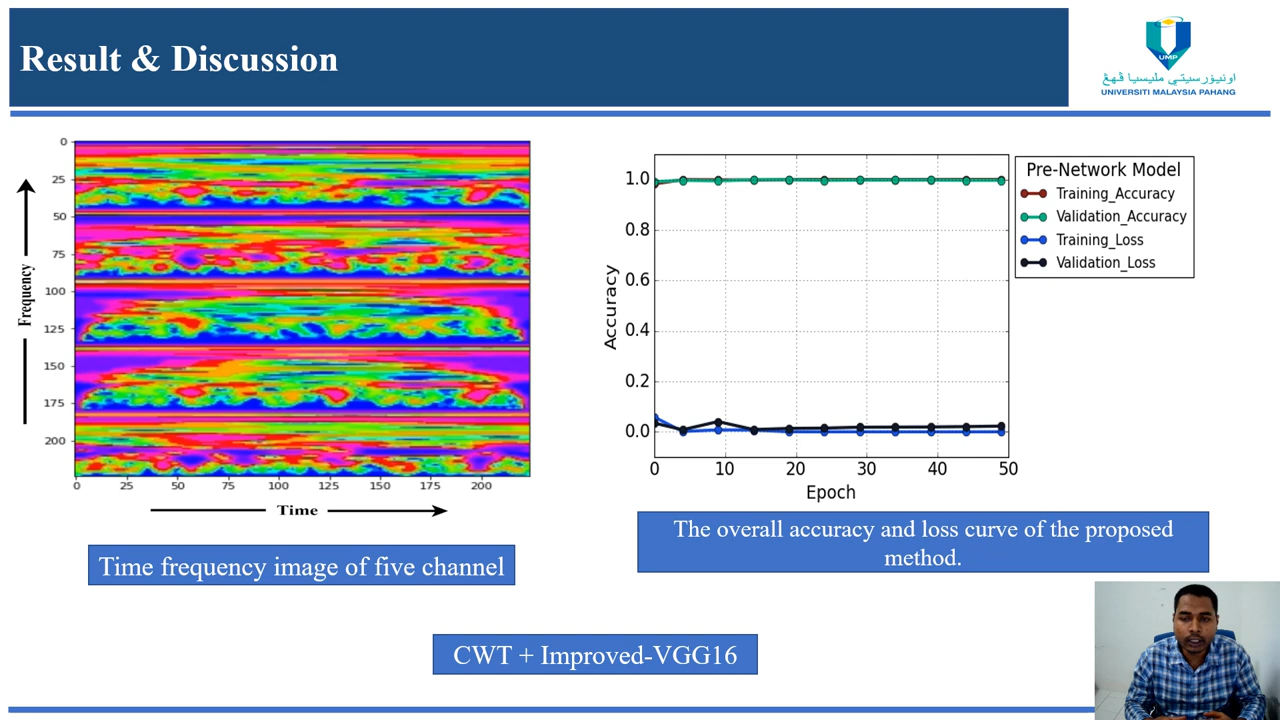 Result & Discussion
UMP
اونيۏرسيتي مليسيا ڤهڠ
UNIVERSITI MALAYSIA PAHANG
0
25
50
75
100
125
150
175
200
Frequency
0
25
50
75
100
125
150
175
200
Time
Time frequency image of five channel
1.0
0.8
0.6
0.4
0.2
0.0
Accuracy
0
10
20
30
40
50
Epoch
Pre-Network Model
Training_Accuracy
Validation_Accuracy
Training_Loss
Validation_Loss
The overall accuracy and loss curve of the proposed
method.
CWT + Improved-VGG16